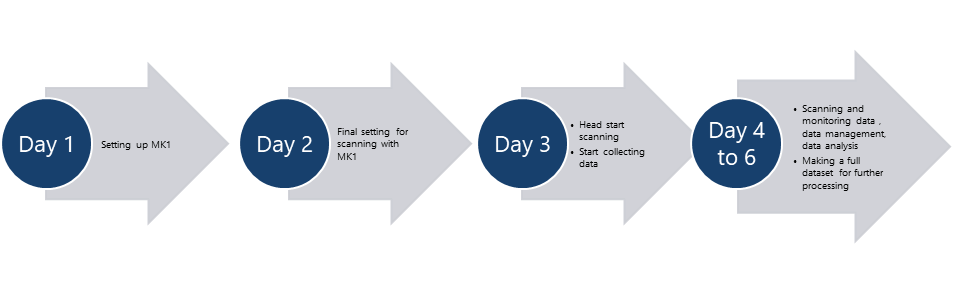 Day 1
Setting up MK1
Day 2
Final setting for
scanning with
MK1
Day 3
• Head start
scanning
• Start collecting
data
Day 4
to 6
• Scanning and
monitoring data ,
data management,
data analysis
• Making a full
dataset for further
processing